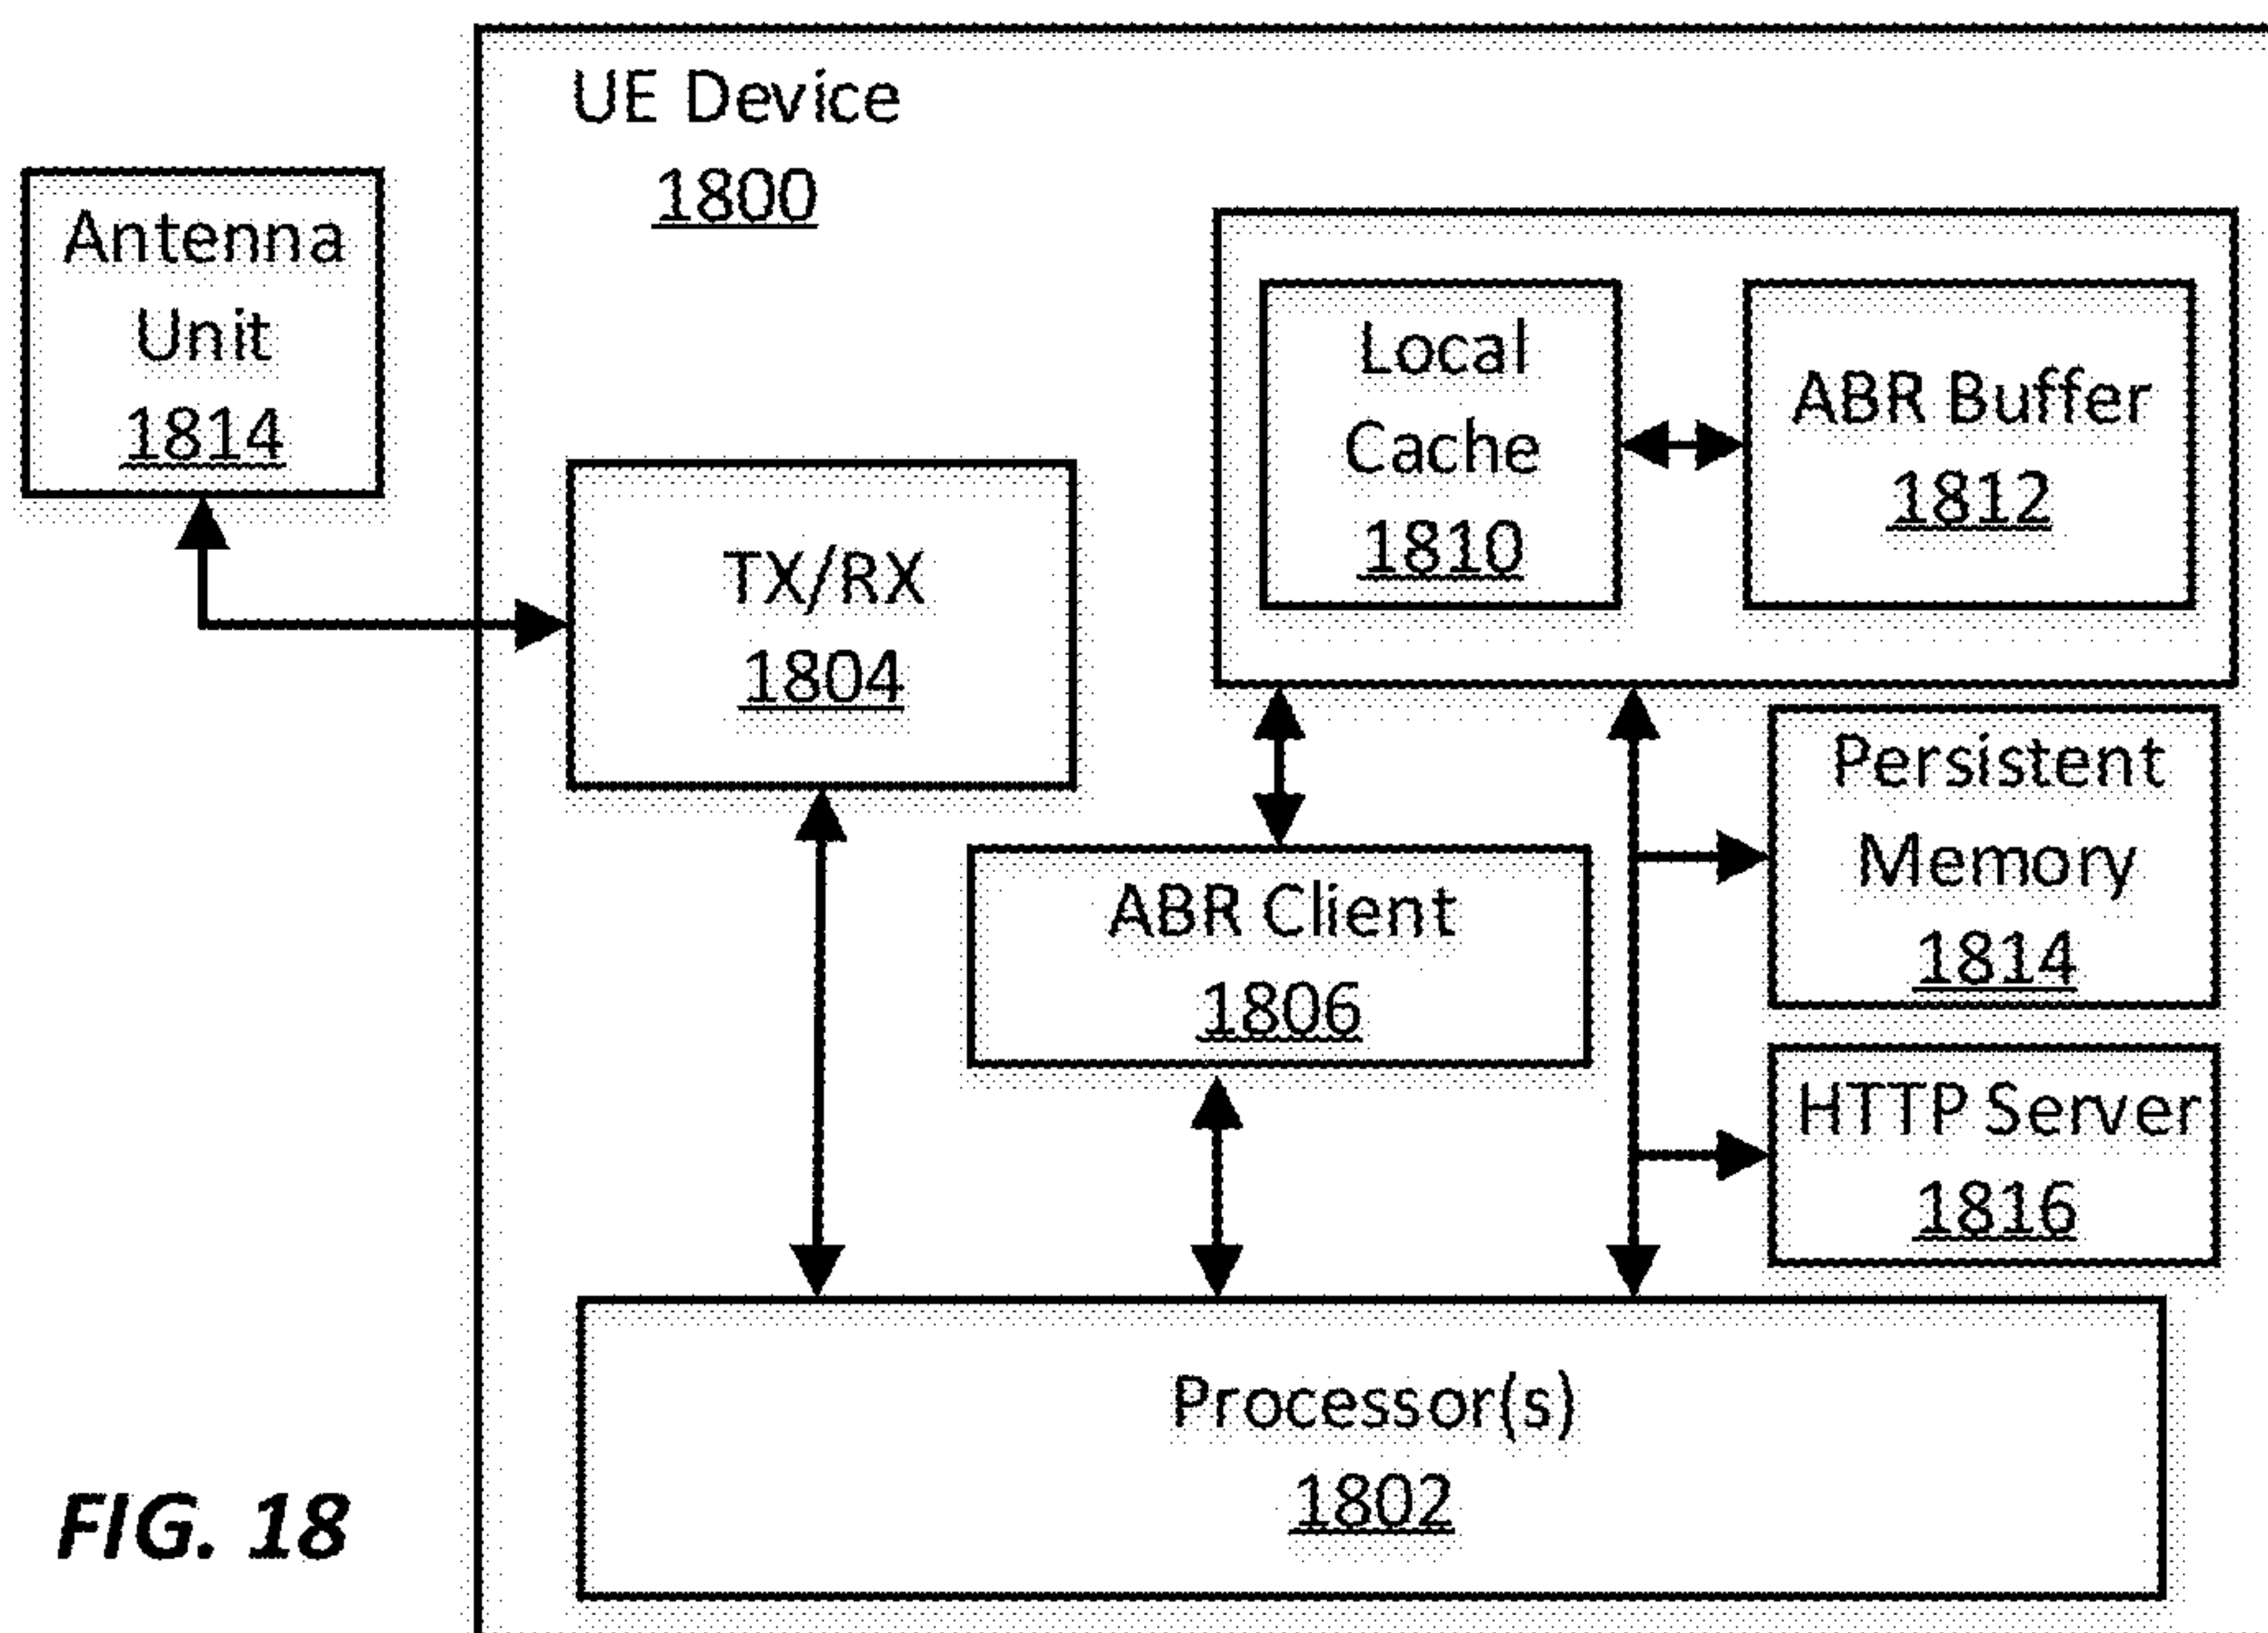 UE Device
1800
Antenna
Unit
1814
Local
Cache
1810
ABR Buffer
1812
TX/RX
1804
Persistent
Memory
1814
ABR Client
1806
HTTP Server
1816
Processor(s)
1802
FIG. 18